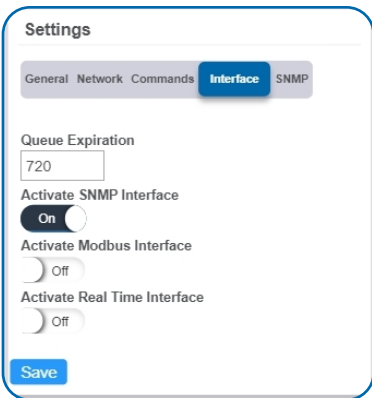 Settings
General Network Commands Interface SNMP
Queue Expiration
720
Activate SNMP Interface
On
Activate Modbus Interface
Off
Activate Real Time Interface
Off
Save